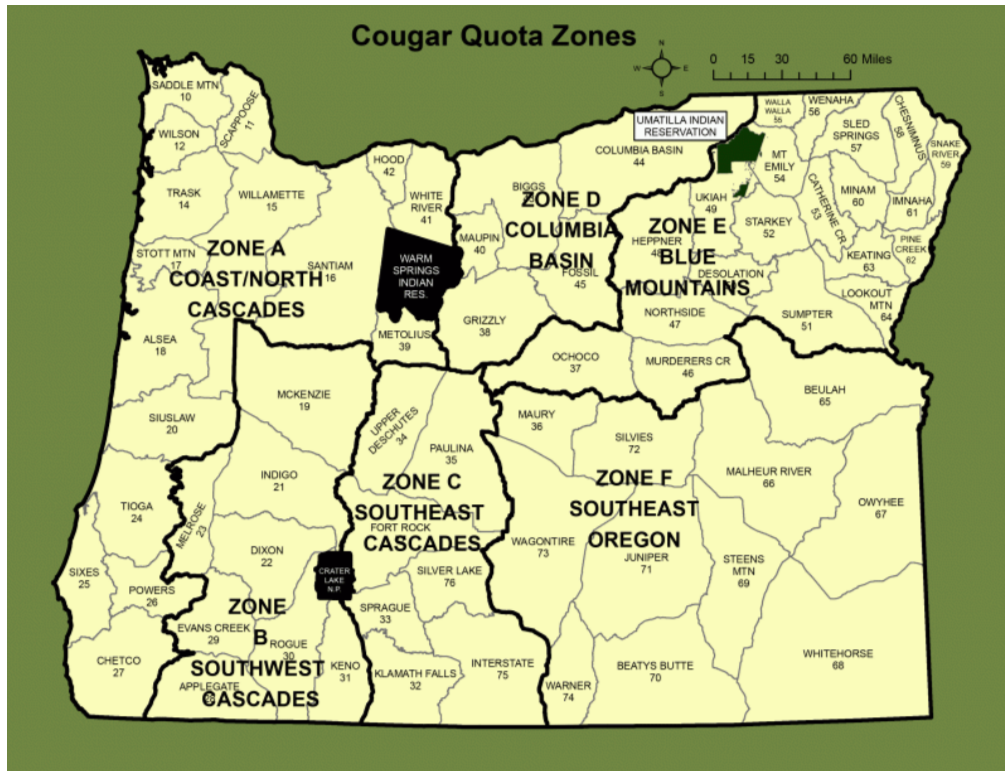 Cougar Quota Zones
N
W
E
S
0 15 30 60 Miles
SADDLE MTN
10
SCAPPOOSE
11
WILSON
12
TRASK
14
WILLAMETTE
15
HOOD
42
WHITE
RIVER
41
STOTT MTN
17
SANTIAM
16
ZONE A
COAST/NORTH
CASCADES
WARM
SPRINGS
INDIAN
RES.
METOLIUS
39
ALSEA
18
SIUSLAW
20
TIOGA
24
SIXES
25
POWERS
26
CHETCO
27
UMATILLA INDIAN
RESERVATION
COLUMBIA BASIN
44
BIGGS
MAUPIN
40
ZONE D
COLUMBIA
BASIN
FOSSIL
45
GRIZZLY
38
WALLA
WALLA
55
WENAHA
56
SLED
SPRINGS
57
CHESNIMNUS
58
SNAKE
RIVER
59
MT
EMILY
54
MINAM
60
IMNAHA
61
CATHERINE CR
53
UKIAH
49
STARKEY
52
PINE
CREEK
62
KEATING
63
LOOKOUT
MTN
64
HEPPNER
48
DESOLATION
ZONE E
BLUE
MOUNTAINS
NORTHSIDE
47
SUMPTER
51
OCHOCO
37
MURDERERS CR
46
MCKENZIE
19
INDIGO
21
MELROSE
23
DIXON
22
CRATER
LAKE
N.P.
EVANS CREEK
29
ROGUE
30
KENO
31
APPLEGATE
ZONE
B
SOUTHWEST
CASCADES
UPPER
DESCHUTES
34
PAULINA
35
ZONE C
SOUTHEAST
CASCADES
FORT ROCK
SILVER LAKE
76
SPRAGUE
33
KLAMATH FALLS
32
INTERSTATE
75
MAURY
36
SILVIES
72
BEULAH
65
MALHEUR RIVER
66
OWYHEE
67
ZONE F
SOUTHEAST
OREGON
WAGONTIRE
73
JUNIPER
71
STEENS
MTN
69
WHITEHORSE
68
BEATYS BUTTE
70
WARNER
74